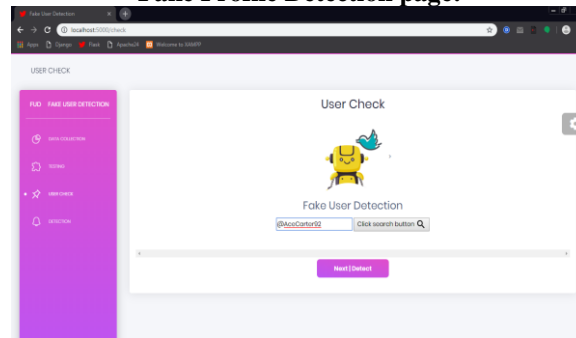 Fake Profile Detection page.
Fake User Detection
localhost:5000/check
Apps Django Flask Apache24 Welcome to XAMPP
USER CHECK
FUD FAKE USER DETECTION
DATA COLLECTION
USER CHECK
DETECTION
User Check
Fake User Detection
@AceCarter92 Click search button
Next | Detect